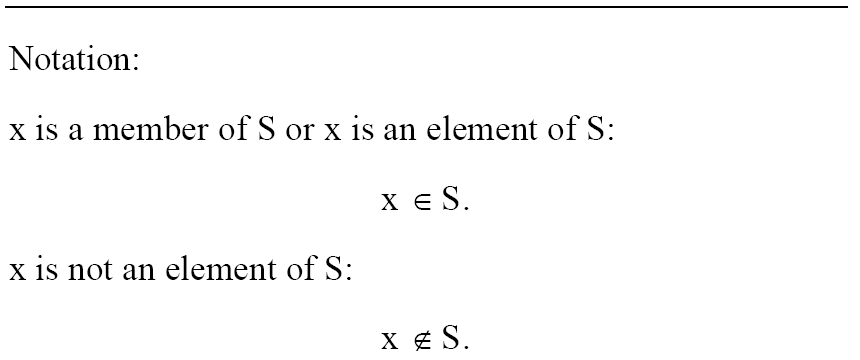 Notation:
x is a member of S or x is an element of S:
x ∈ S.
x is not an element of S:
x ∉ S.